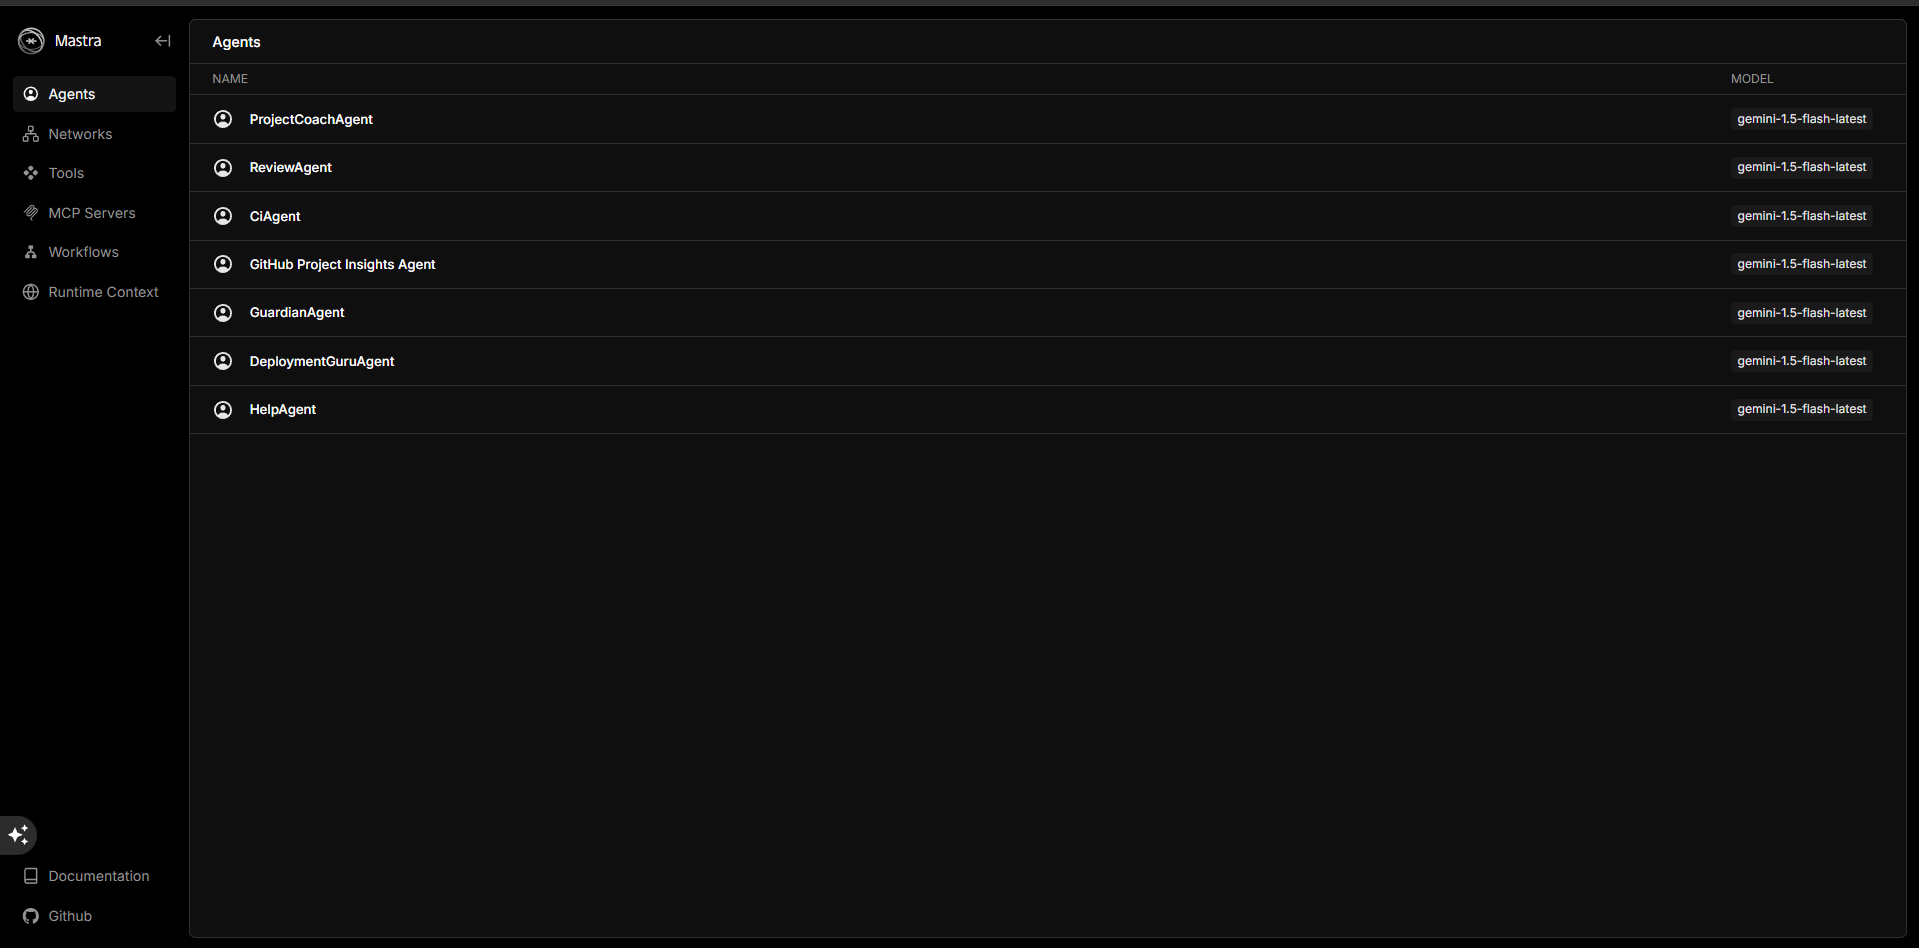 Mastra
Agents
Networks
Tools
MCP Servers
Workflows
Runtime Context
Documentation
Github
Agents
NAME MODEL
ProjectCoachAgent gemini-1.5-flash-latest
ReviewAgent gemini-1.5-flash-latest
CiAgent gemini-1.5-flash-latest
GitHub Project Insights Agent gemini-1.5-flash-latest
GuardianAgent gemini-1.5-flash-latest
DeploymentGuruAgent gemini-1.5-flash-latest
HelpAgent gemini-1.5-flash-latest